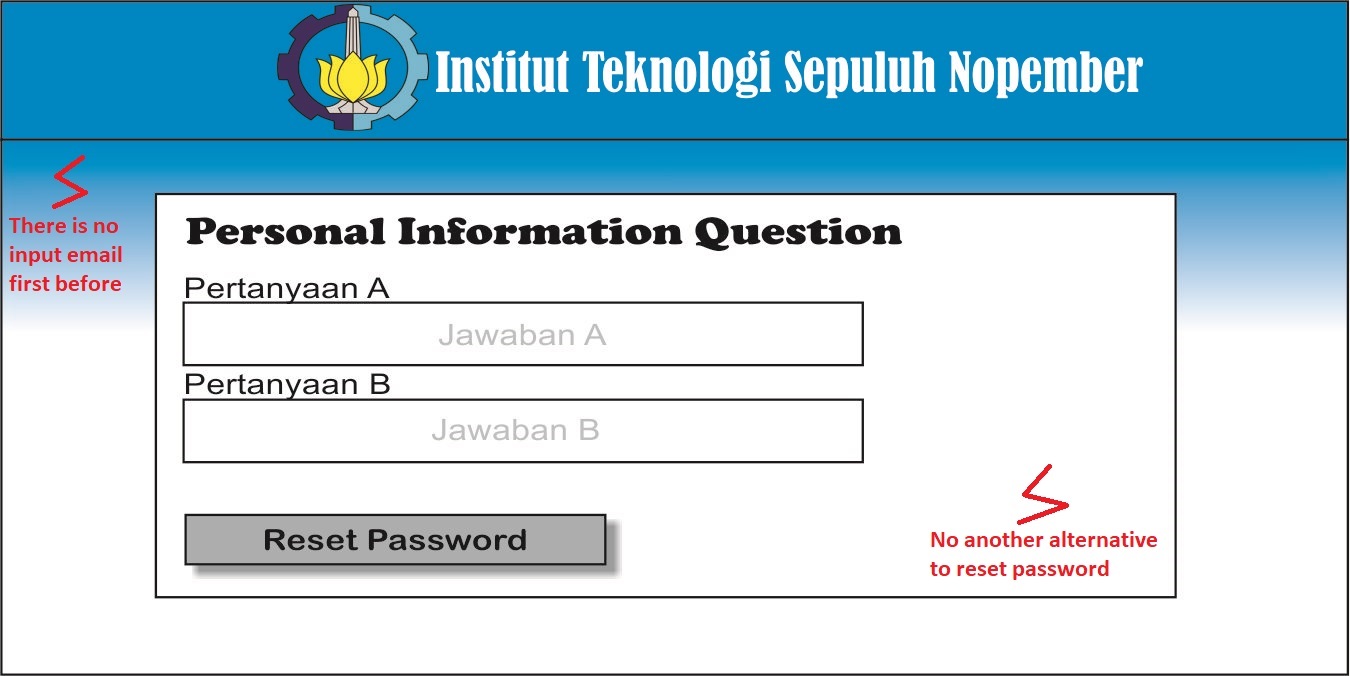 Institut Teknologi Sepuluh Nopember
There is no
input email
first before
Personal Information Question
Pertanyaan A
Jawaban A
Pertanyaan B
Jawaban B
Reset Password
No another alternative
to reset password